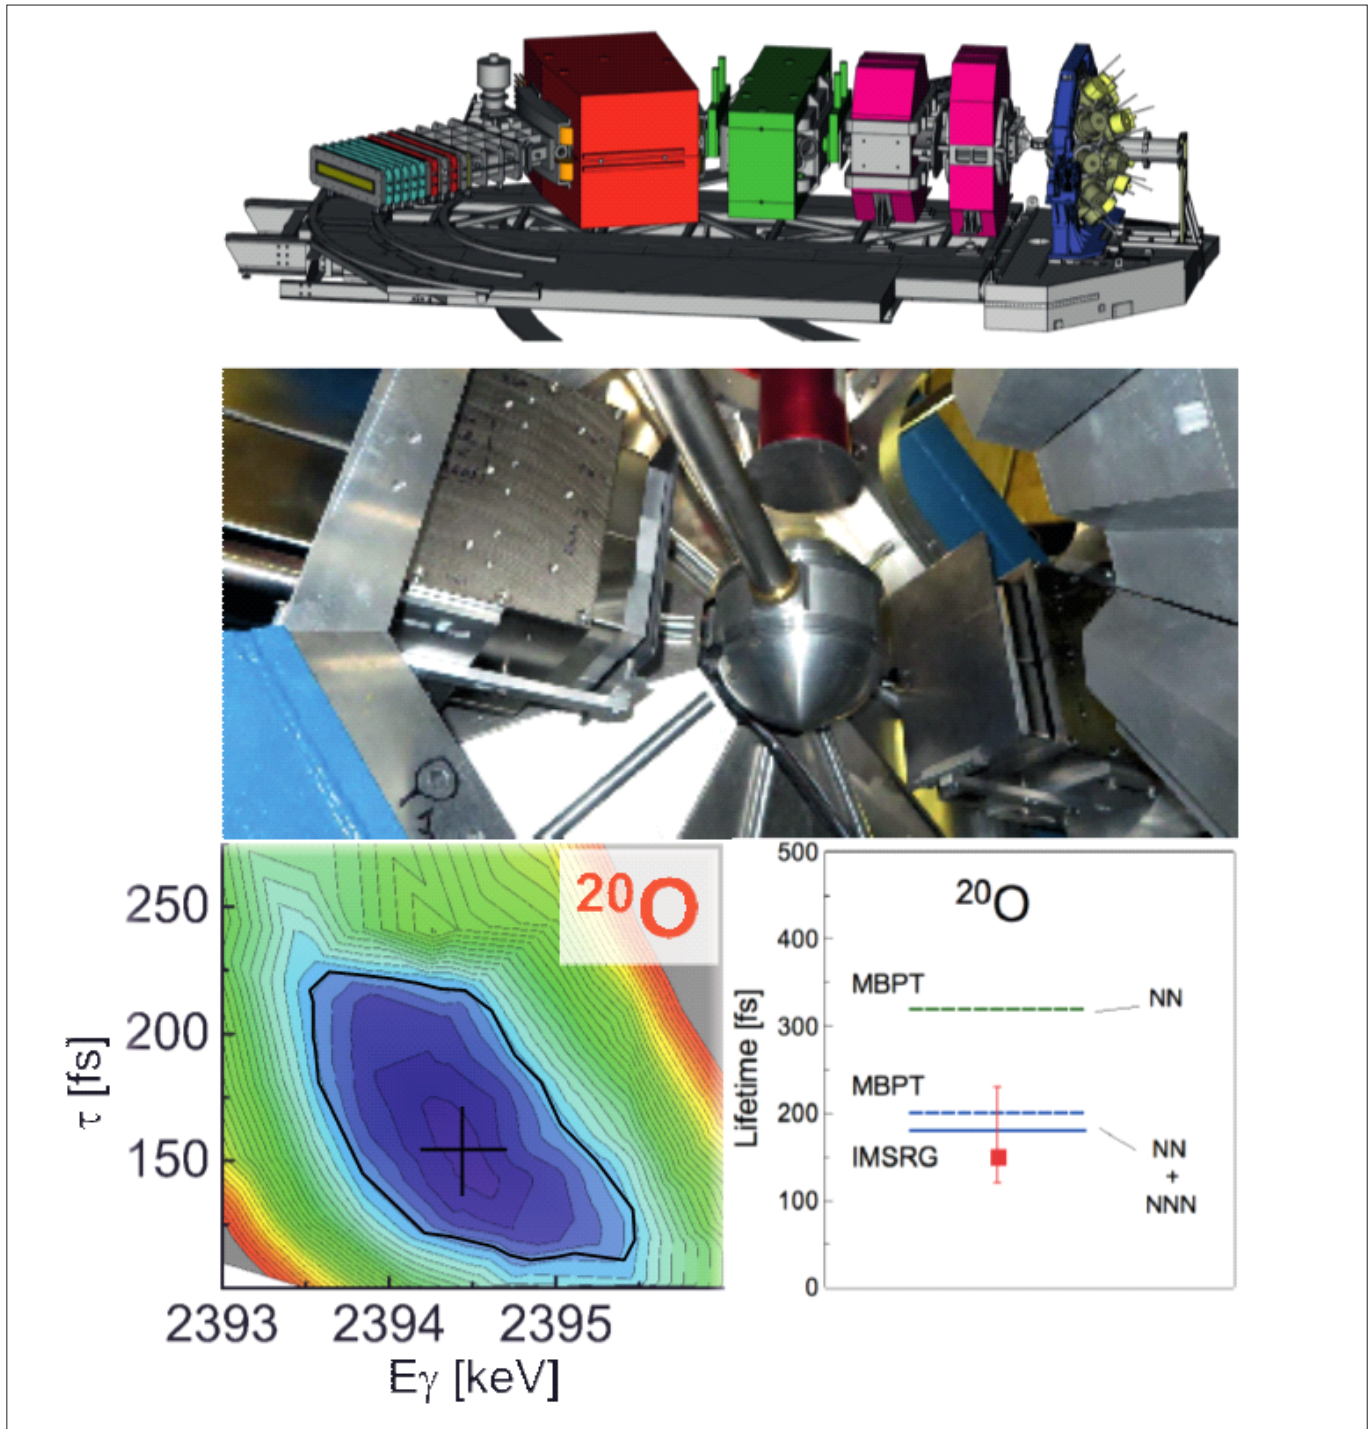 ²⁰O
250
200
150
τ [fs]
2393 2394 2395
Eγ [keV]
500
400
300
200
100
0
Lifetime [fs]
²⁰O
MBPT
NN
MBPT
IMSRG
NN
+
NNN